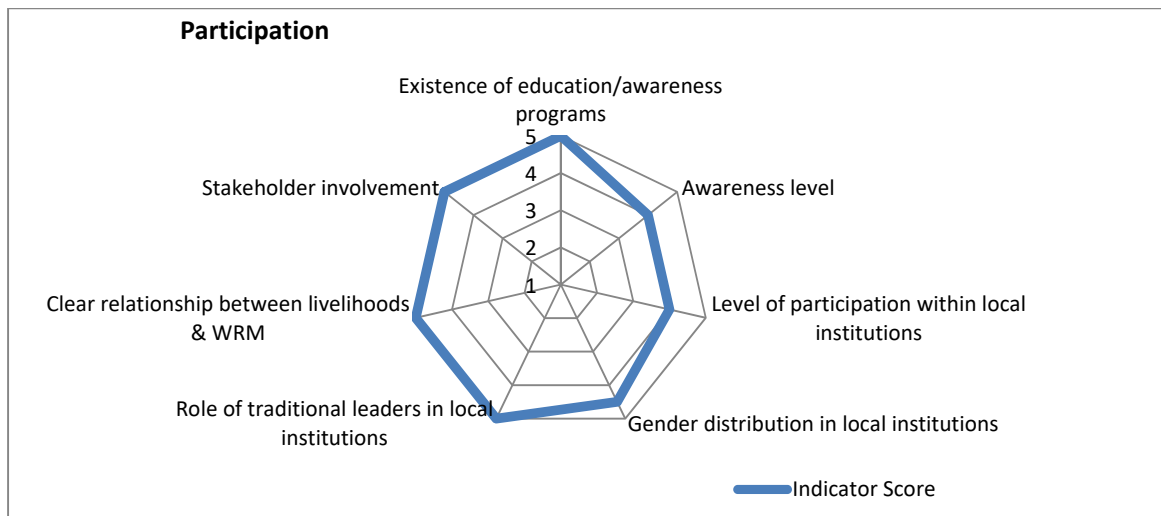 Participation
Existence of education/awareness
programs
5
4
3
2
1
Stakeholder involvement
Awareness level
Clear relationship between livelihoods
& WRM
Level of participation within local
institutions
Role of traditional leaders in local
institutions
Gender distribution in local institutions
Indicator Score